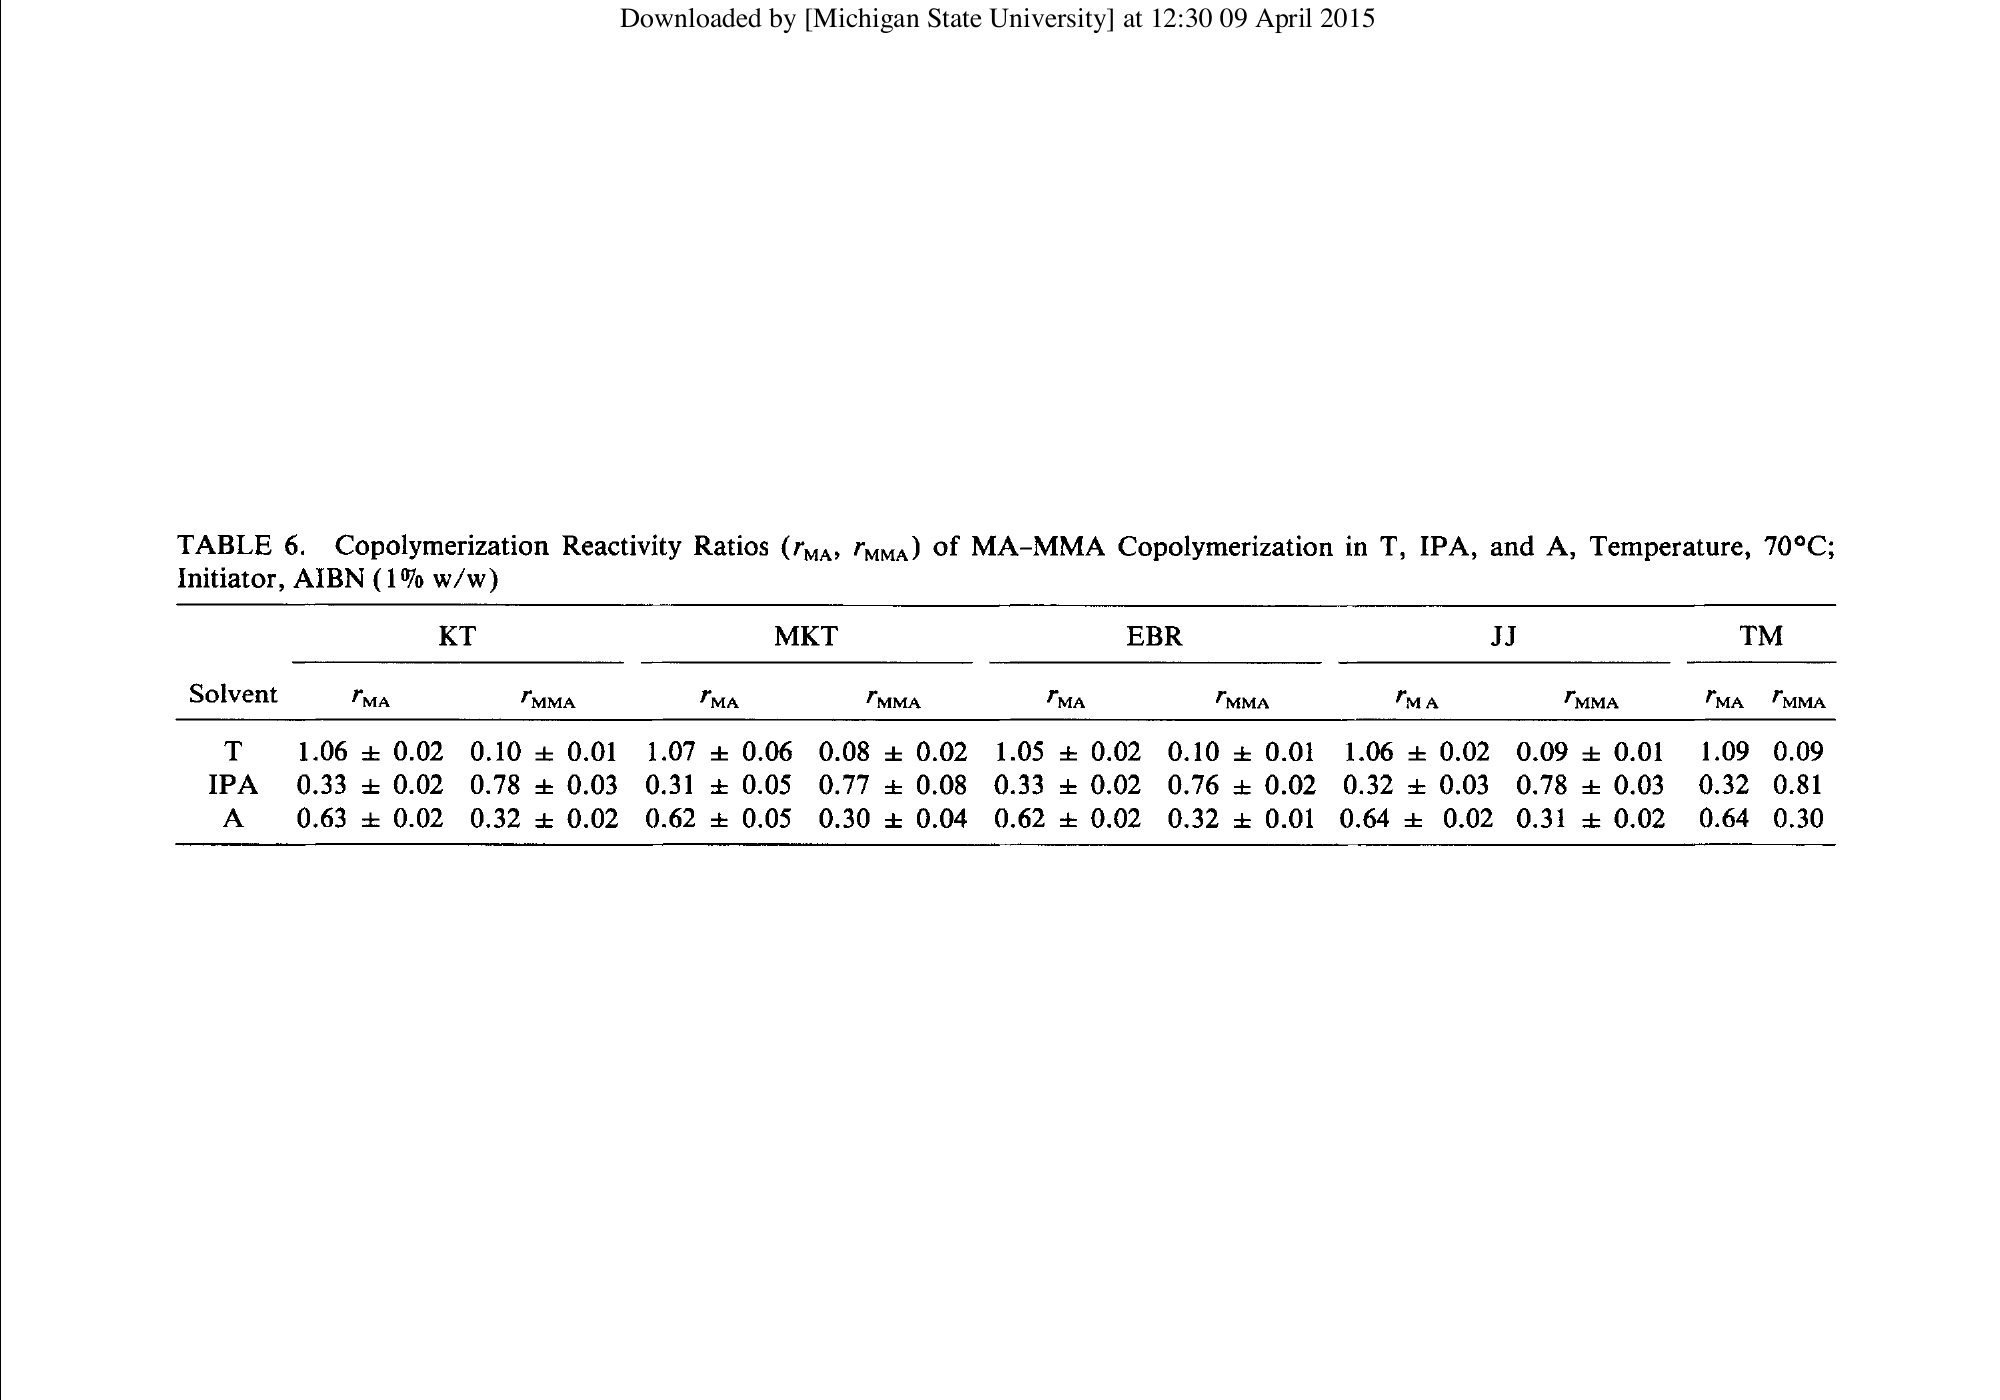 Downloaded by [Michigan State University] at 12:30 09 April 2015
TABLE 6. Copolymerization Reactivity Ratios (rMA, rMMA) of MA–MMA Copolymerization in T, IPA, and A, Temperature, 70°C;
Initiator, AIBN (1% w/w)
KT MKT EBR JJ TM
Solvent rMA rMMA rMA rMMA rMA rMMA rMA rMMA rMA rMMA
T 1.06 ± 0.02 0.10 ± 0.01 1.07 ± 0.06 0.08 ± 0.02 1.05 ± 0.02 0.10 ± 0.01 1.06 ± 0.02 0.09 ± 0.01 1.09 0.09
IPA 0.33 ± 0.02 0.78 ± 0.03 0.31 ± 0.05 0.77 ± 0.08 0.33 ± 0.02 0.76 ± 0.02 0.32 ± 0.03 0.78 ± 0.03 0.32 0.81
A 0.63 ± 0.02 0.32 ± 0.02 0.62 ± 0.05 0.30 ± 0.04 0.62 ± 0.02 0.32 ± 0.01 0.64 ± 0.02 0.31 ± 0.02 0.64 0.30